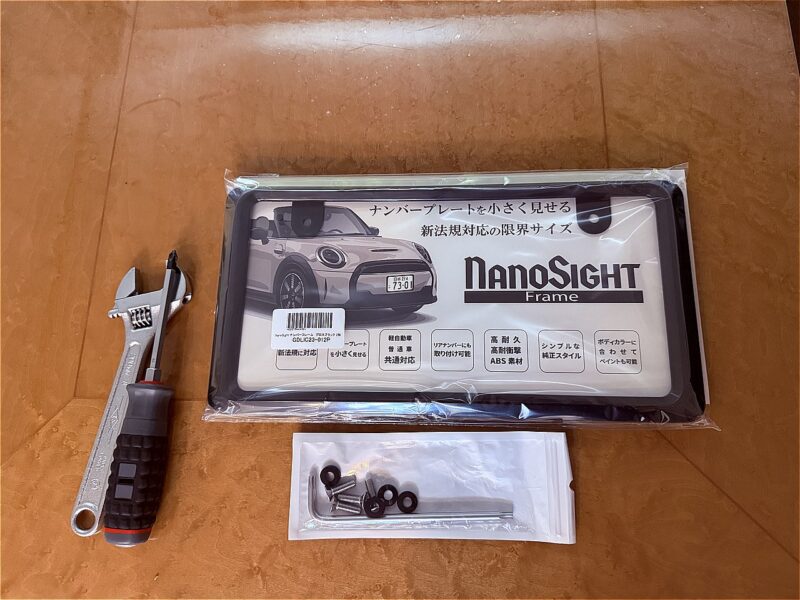 ナンバープレートを小さく見せる
新法規対応の限界サイズ
NANOSIGHT
Frame
73-01
GDLIC23-012P
新法規に対応
プレート
を小さく見せる
軽自動車
普通車
共通対応
リアナンバーにも
取り付け可能
高耐久
高耐衝撃
ABS素材
シンプルな
純正スタイル
ボディカラーに
合わせて
ペイントも可能